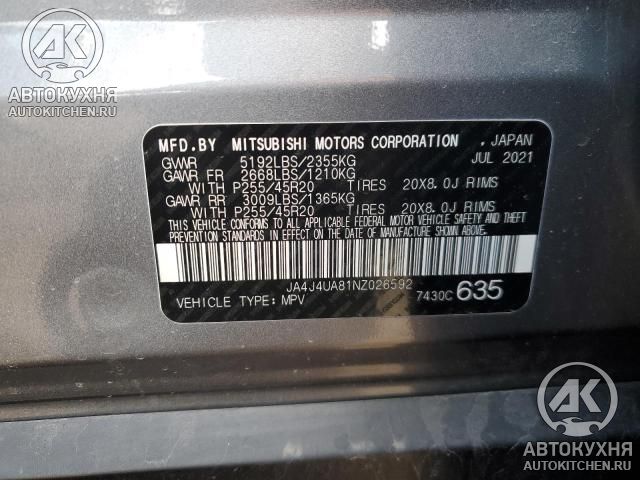 АК
АВТОКУХНЯ
AUTOKITCHEN.RU
MFD.BY MITSUBISHI MOTORS CORPORATION , JAPAN
GVWR 5192LBS/2355KG JUL 2021
GAWR FR 2668LBS/1210KG
WITH P255/45R20 TIRES 20X8.0J RIMS
GAWR RR 3009LBS/1365KG
WITH P255/45R20 TIRES 20X8.0J RIMS
THIS VEHICLE CONFORMS TO ALL APPLICABLE FEDERAL MOTOR VEHICLE SAFETY AND THEFT
PREVENTION STANDARDS IN EFFECT ON THE DATE OF MANUFACTURE SHOWN ABOVE.
JA4J4UA81NZ026592
VEHICLE TYPE: MPV 7430C 635
АК
АВТОКУХНЯ
AUTOKITCHEN.RU